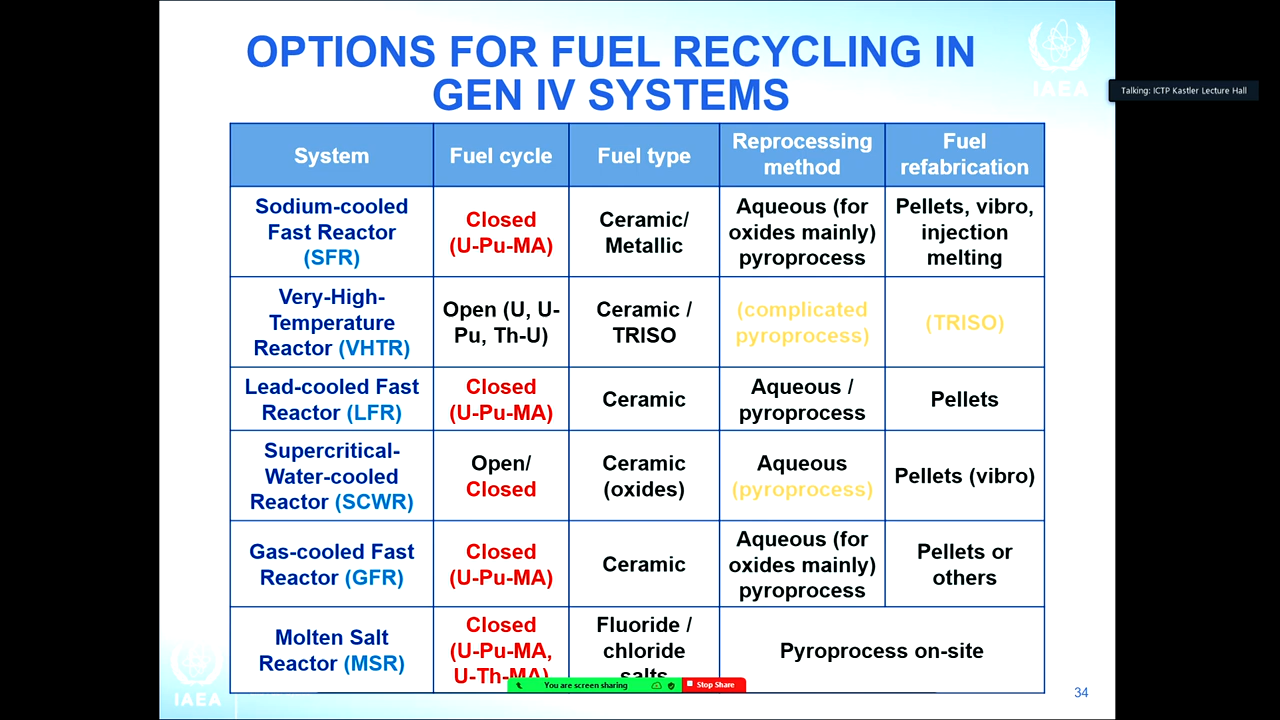 OPTIONS FOR FUEL RECYCLING IN
GEN IV SYSTEMS
IAEA
Talking: ICTP Kastler Lecture Hall
System
Fuel cycle
Fuel type
Reprocessing
method
Fuel
refabrication
Sodium-cooled
Fast Reactor
(SFR)
Closed
(U-Pu-MA)
Ceramic/
Metallic
Aqueous (for
oxides mainly)
pyroprocess
Pellets, vibro,
injection
melting
Very-High-
Temperature
Reactor (VHTR)
Open (U, U-
Pu, Th-U)
Ceramic /
TRISO
(complicated
pyroprocess)
(TRISO)
Lead-cooled Fast
Reactor (LFR)
Closed
(U-Pu-MA)
Ceramic
Aqueous /
pyroprocess
Pellets
Supercritical-
Water-cooled
Reactor (SCWR)
Open/
Closed
Ceramic
(oxides)
Aqueous
(pyroprocess)
Pellets (vibro)
Gas-cooled Fast
Reactor (GFR)
Closed
(U-Pu-MA)
Ceramic
Aqueous (for
oxides mainly)
pyroprocess
Pellets or
others
Molten Salt
Reactor (MSR)
Closed
(U-Pu-MA,
U-Th-MA)
Fluoride /
chloride
salts
Pyroprocess on-site
You are screen sharing
Stop Share
IAEA
34